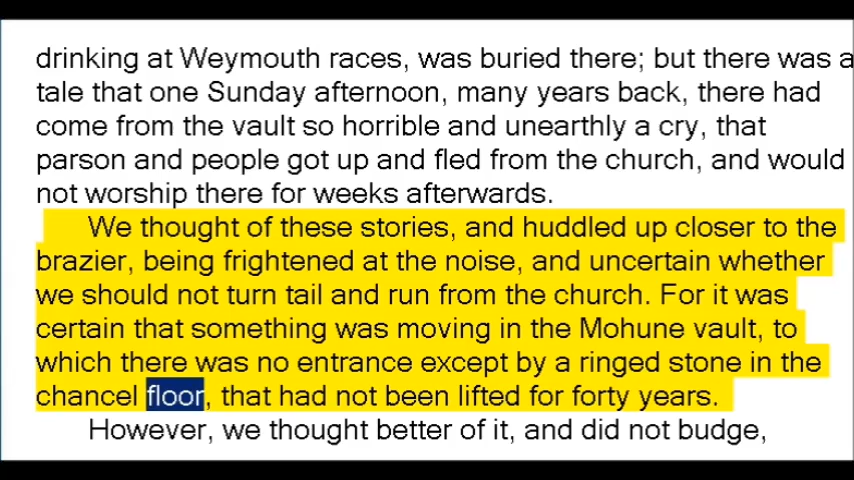 drinking at Weymouth races, was buried there; but there was a
tale that one Sunday afternoon, many years back, there had
come from the vault so horrible and unearthly a cry, that
parson and people got up and fled from the church, and would
not worship there for weeks afterwards.
We thought of these stories, and huddled up closer to the
brazier, being frightened at the noise, and uncertain whether
we should not turn tail and run from the church. For it was
certain that something was moving in the Mohune vault, to
which there was no entrance except by a ringed stone in the
chancel floor, that had not been lifted for forty years.
However, we thought better of it, and did not budge,